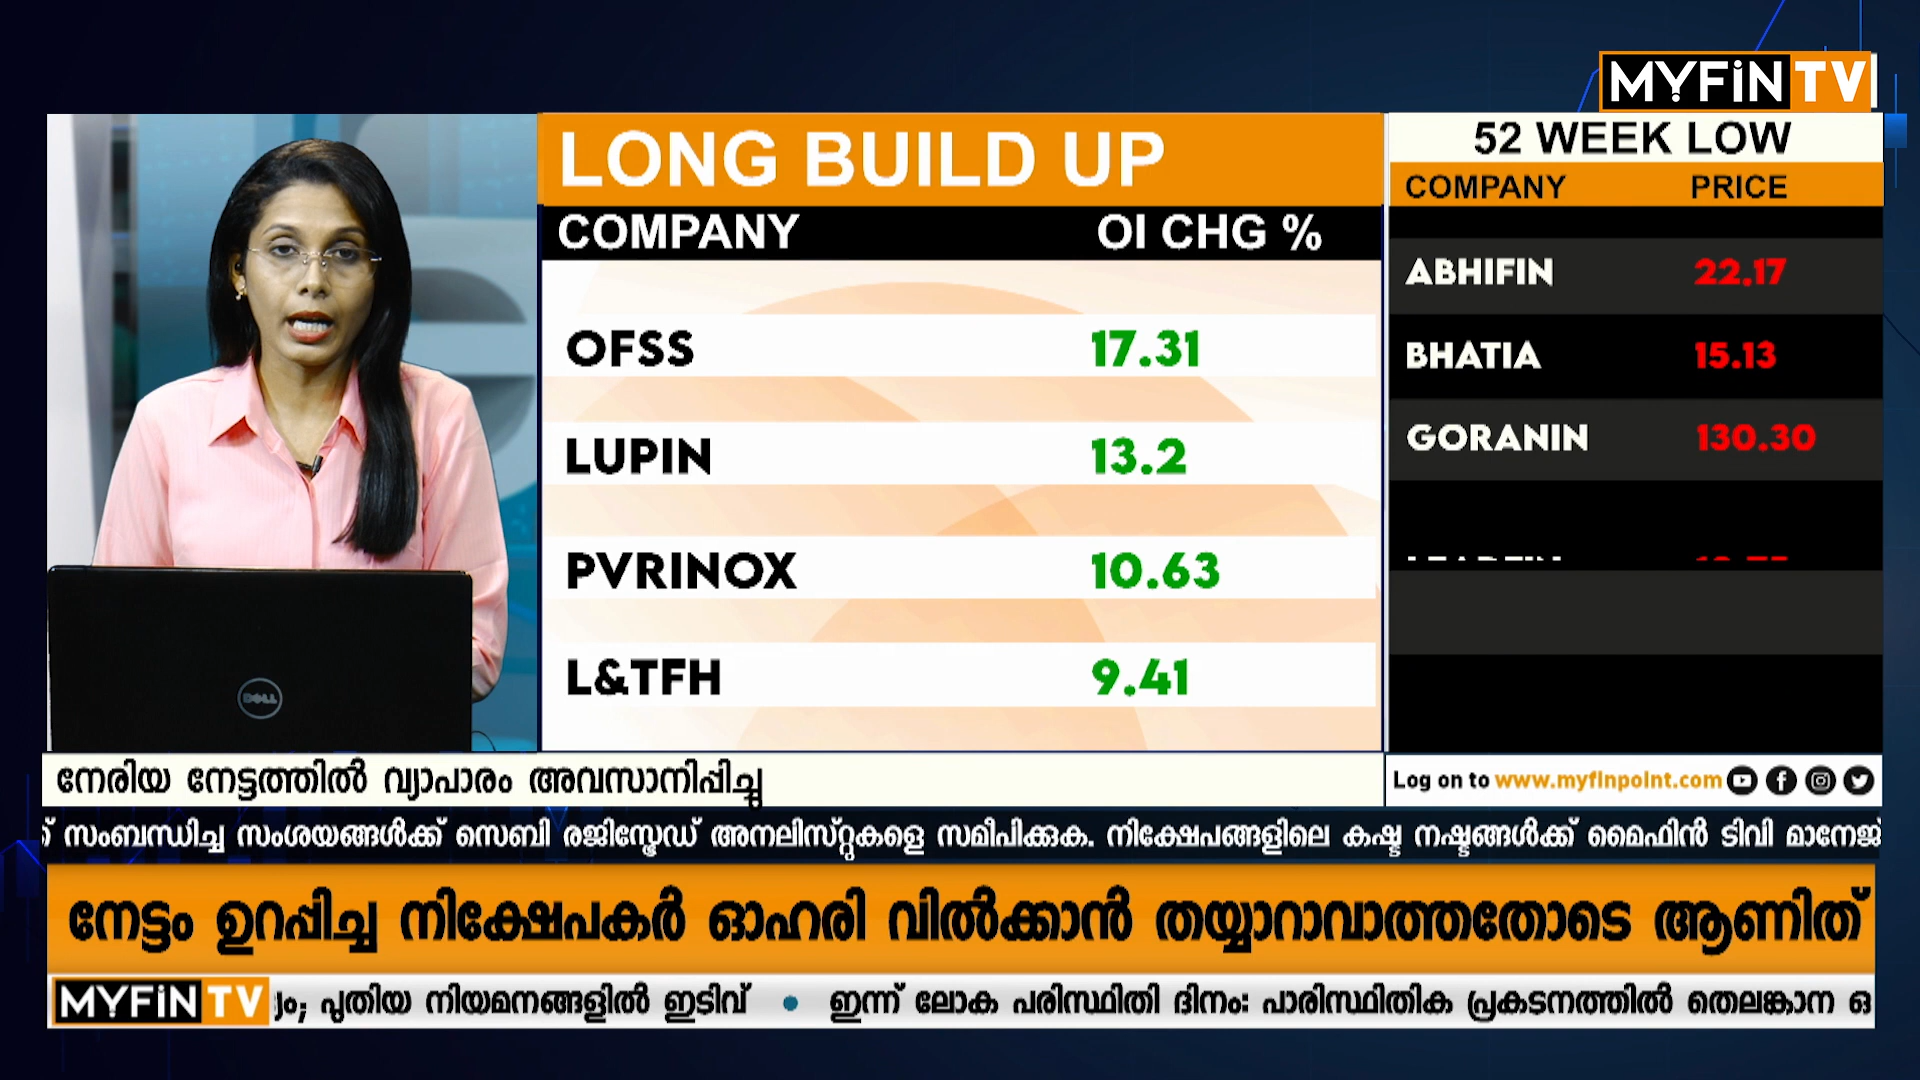 MYFiN TV
LONG BUILD UP
COMPANY OI CHG %
OFSS 17.31
LUPIN 13.2
PVRINOX 10.63
L&TFH 9.41
52 WEEK LOW
COMPANY PRICE
ABHIFIN 22.17
BHATIA 15.13
GORANIN 130.30
DELL
നേരിയ നേട്ടത്തിൽ വ്യാപാരം അവസാനിപ്പിച്ചു
Log on to www.myfinpoint.com
സംബന്ധിച്ച സംശയങ്ങൾക്ക് സെബി രജിസ്ട്രേഡ് അനലിസ്റ്റുകളെ സമീപിക്കുക. നിക്ഷേപങ്ങളിലെ കഷ്ട നഷ്ടങ്ങൾക്ക് മൈഫിൻ ടിവി മാനേജ്
നേട്ടം ഉറപ്പിച്ച നിക്ഷേപകർ ഓഹരി വിൽക്കാൻ തയ്യാറാവാത്തതോടെ ആണിത്
MYFiN TV പുതിയ നിയമനങ്ങളിൽ ഇടിവ് • ഇന്ന് ലോക പരിസ്ഥിതി ദിനം: പാരിസ്ഥിതിക പ്രകടനത്തിൽ തെലങ്കാന ഒ